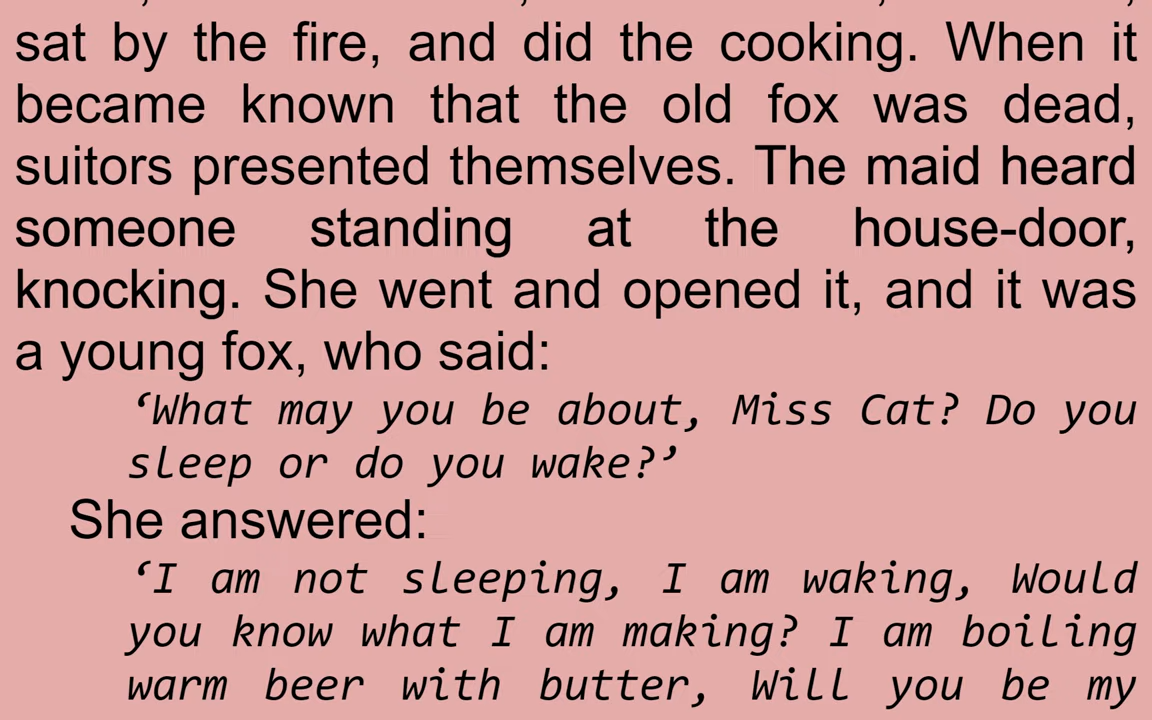 sat by the fire, and did the cooking. When it
became known that the old fox was dead,
suitors presented themselves. The maid heard
someone standing at the house-door,
knocking. She went and opened it, and it was
a young fox, who said:
‘What may you be about, Miss Cat? Do you
sleep or do you wake?’
She answered:
‘I am not sleeping, I am waking, Would
you know what I am making? I am boiling
warm beer with butter, Will you be my